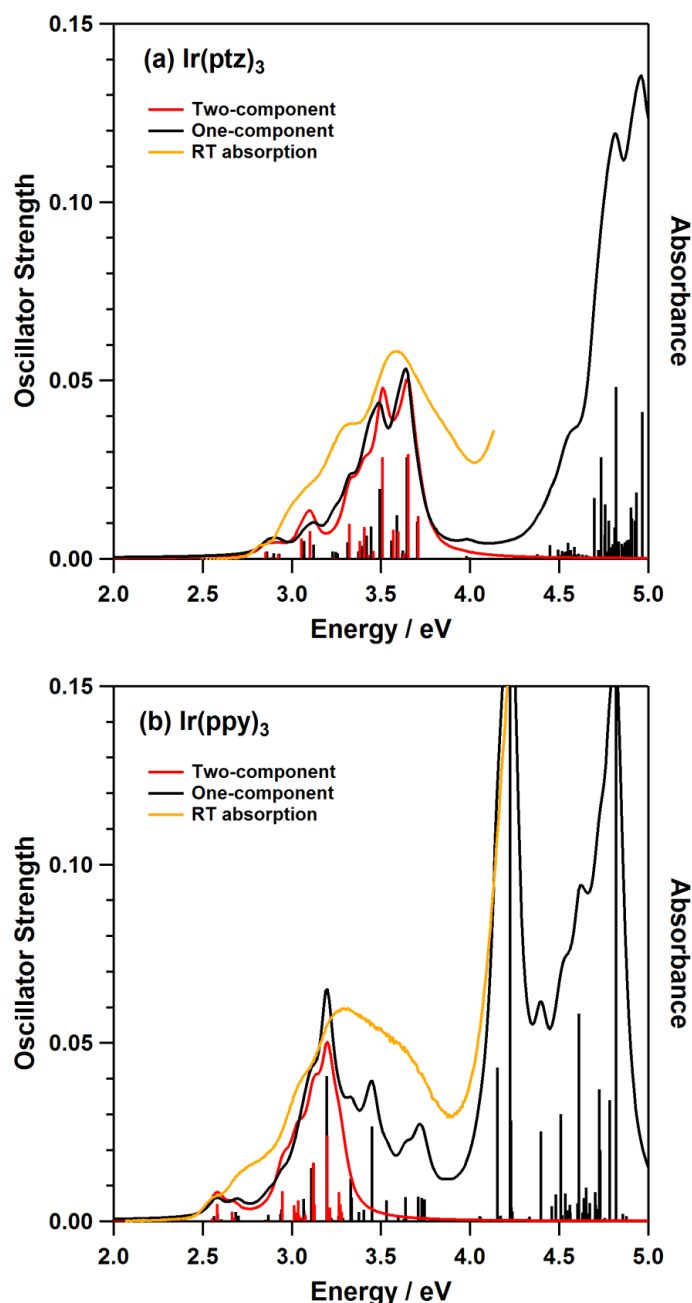 (a) Ir(ptz)3
Two-component
One-component
RT absorption
0.15
0.10
0.05
0.00
Oscillator Strength
Absorbance
2.0 2.5 3.0 3.5 4.0 4.5 5.0
Energy / eV
(b) Ir(ppy)3
Two-component
One-component
RT absorption
0.15
0.10
0.05
0.00
Oscillator Strength
Absorbance
2.0 2.5 3.0 3.5 4.0 4.5 5.0
Energy / eV